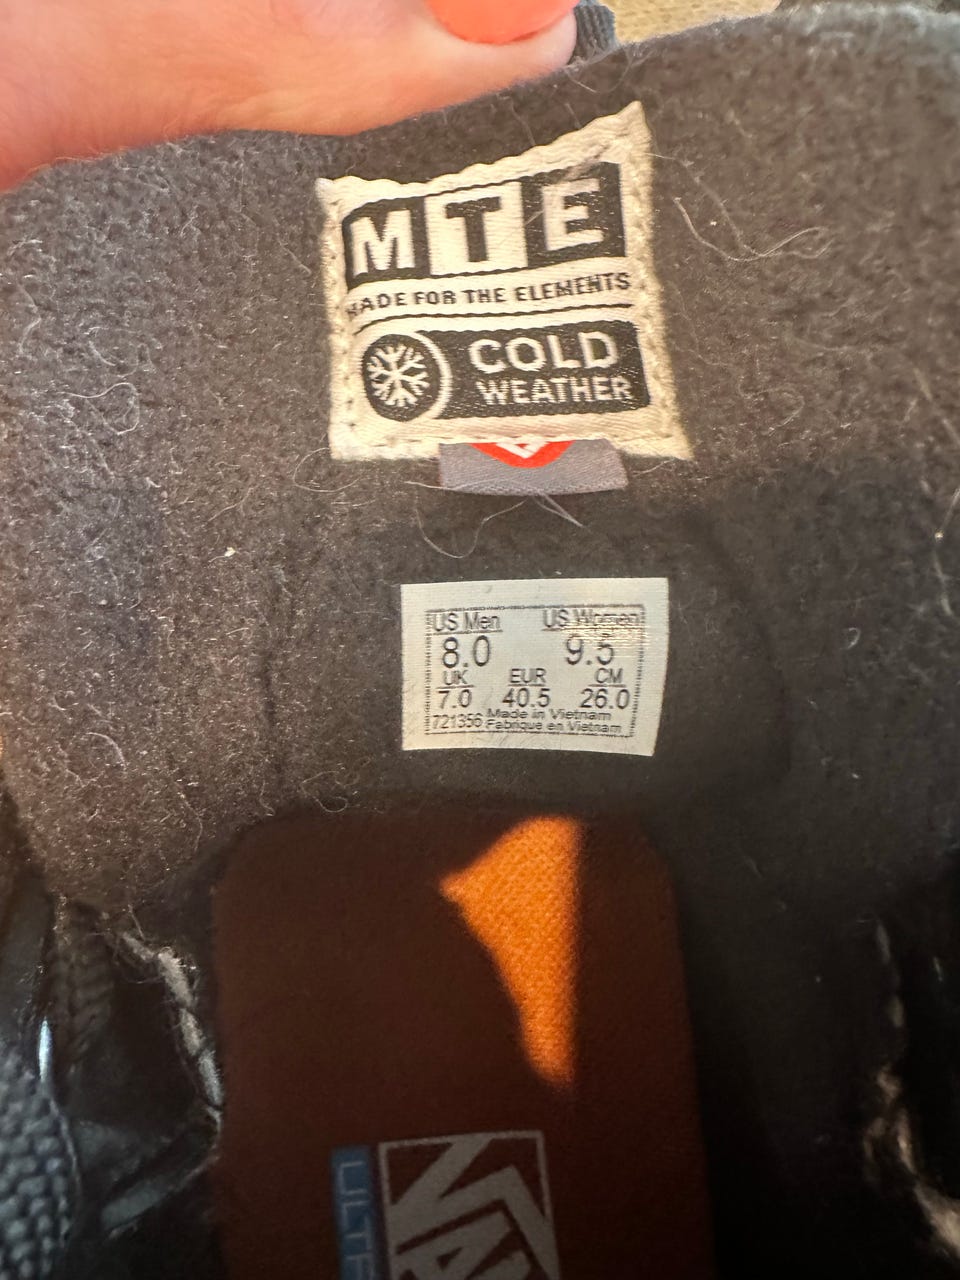 MTE
MADE FOR THE ELEMENTS
COLD
WEATHER
US Men US Women
8.0 9.5
UK EUR CM
7.0 40.5 26.0
721356 Made in Vietnam
Fabrique en Vietnam